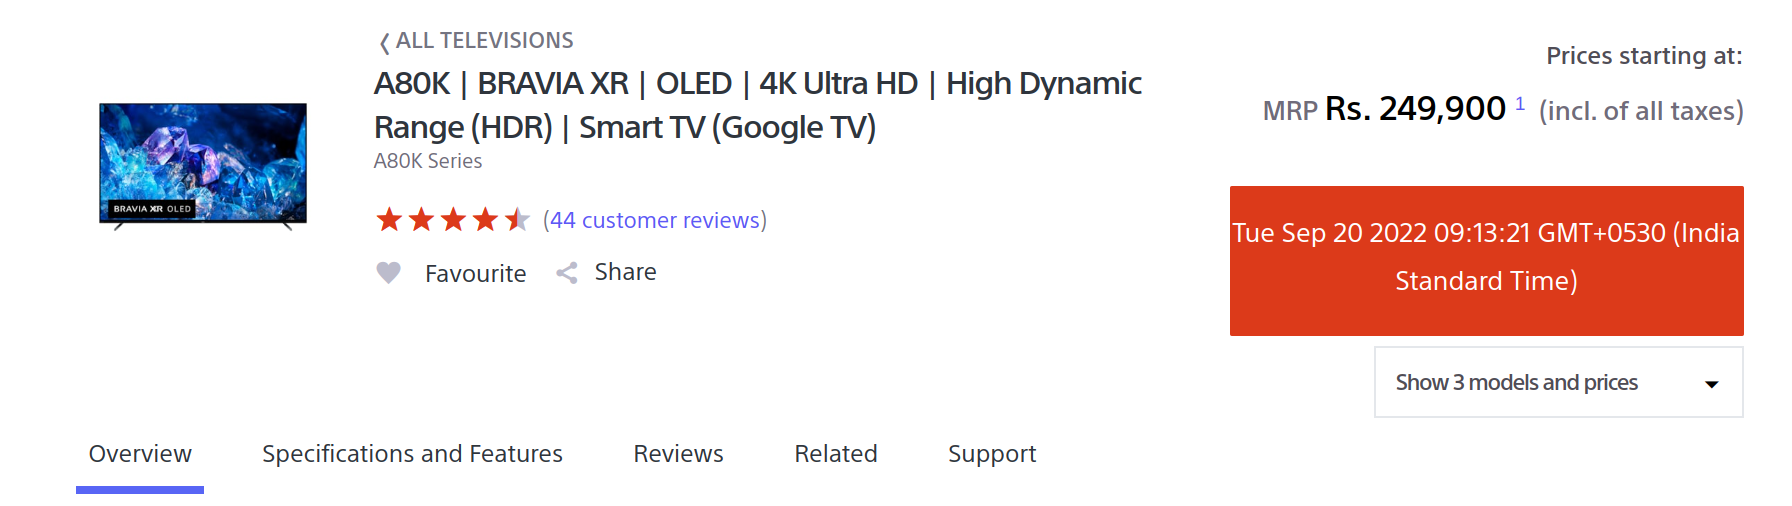 ALL TELEVISIONS
A80K | BRAVIA XR | OLED | 4K Ultra HD | High Dynamic
Range (HDR) | Smart TV (Google TV)
A80K Series
BRAVIA XR OLED
(44 customer reviews)
Favourite
Share
Prices starting at:
MRP Rs. 249,900 1 (incl. of all taxes)
Tue Sep 20 2022 09:13:21 GMT+0530 (India
Standard Time)
Show 3 models and prices
Overview
Specifications and Features
Reviews
Related
Support